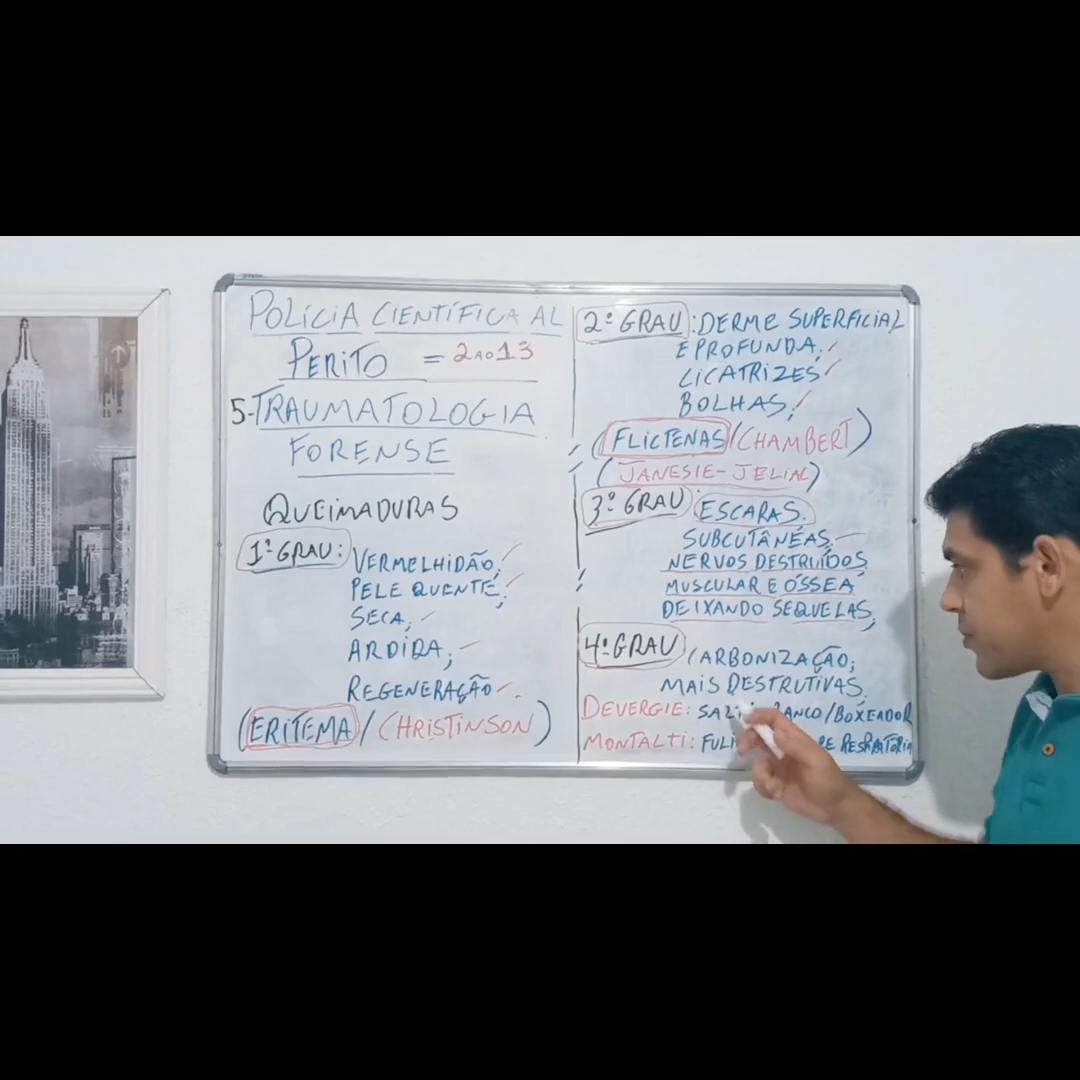 POLÍCIA CIENTÍFICA AL
PERITO = 2 AO 13
5-TRAUMATOLOGIA
FORENSE
QUEIMADURAS
1º GRAU: VERMELHIDÃO;
PELE QUENTE;
SECA;
ARDIDA;
REGENERAÇÃO.
(ERITEMA / CHRISTINSON)
2º GRAU: DERME SUPERFICIAL
E PROFUNDA;
CICATRIZES
BOLHAS;
(FLICTENAS / CHAMBERT)
(JANESIE-JELIAC)
3º GRAU: ESCARAS.
SUBCUTÂNEAS,
NERVOS DESTRUÍDOS,
MUSCULAR E ÓSSEA,
DEIXANDO SEQUELAS;
4º GRAU CARBONIZAÇÃO;
MAIS DESTRUTIVAS.
DEVERGIE: /BOXEADOR
MONTALTI: